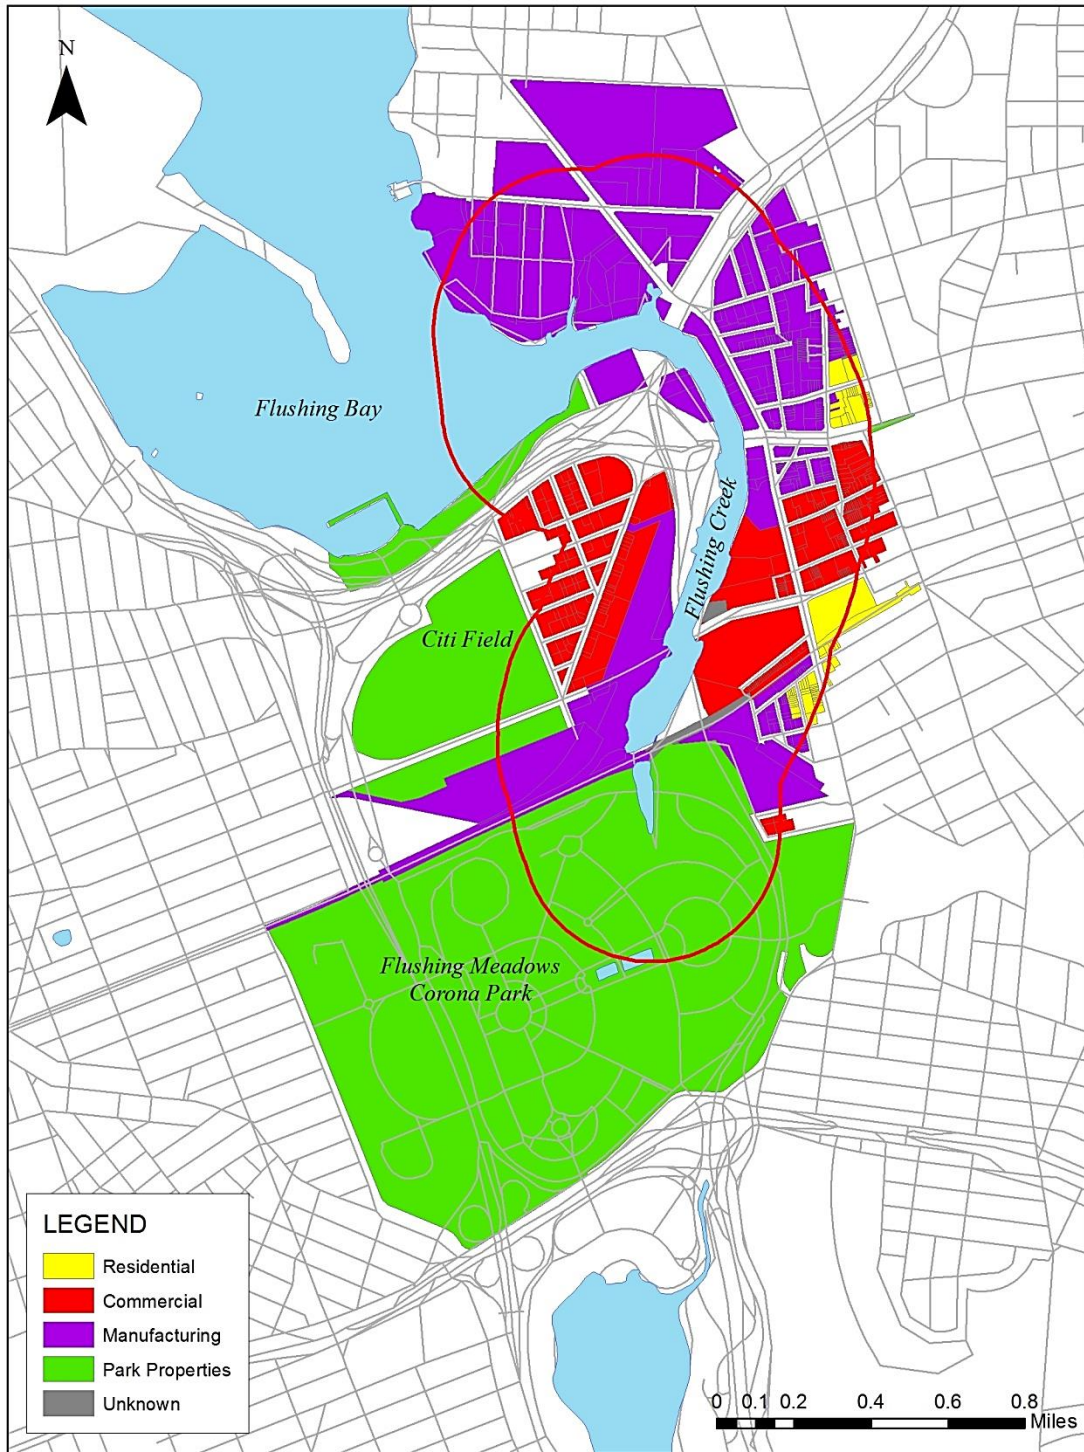 N
Flushing Bay
Flushing Creek
Citi Field
Flushing Meadows
Corona Park
LEGEND
Residential
Commercial
Manufacturing
Park Properties
Unknown
0 0.1 0.2 0.4 0.6 0.8
Miles